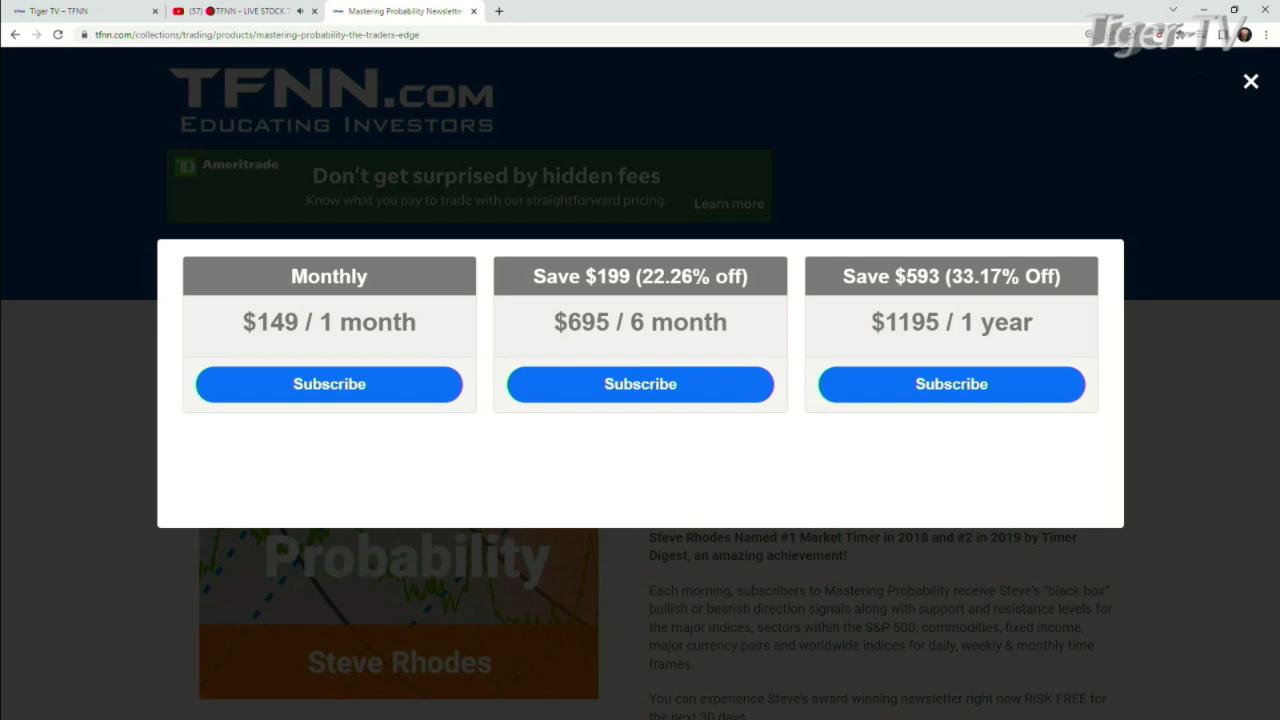 Tiger TV – TFNN
(57) 🔴TFNN - LIVE STOCK T
Mastering Probability Newslette
Tiger TV
tfnn.com/collections/trading/products/mastering-probability-the-traders-edge
TFNN.COM
EDUCATING INVESTORS
TD Ameritrade
Don't get surprised by hidden fees
Know what you pay to trade with our straightforward pricing.
Learn more
Monthly
$149 / 1 month
Subscribe
Save $199 (22.26% off)
$695 / 6 month
Subscribe
Save $593 (33.17% Off)
$1195 / 1 year
Subscribe
Probability
Steve Rhodes
Steve Rhodes Named #1 Market Timer in 2018 and #2 in 2019 by Timer
Digest, an amazing achievement!
Each morning, subscribers to Mastering Probability receive Steve's "black box"
bullish or bearish direction signals along with support and resistance levels for
the major indices, sectors within the S&P 500, commodities, fixed income,
major currency pairs and worldwide indices for daily, weekly & monthly time
frames.
You can experience Steve's award winning newsletter right now RISK FREE for
the next 30 days